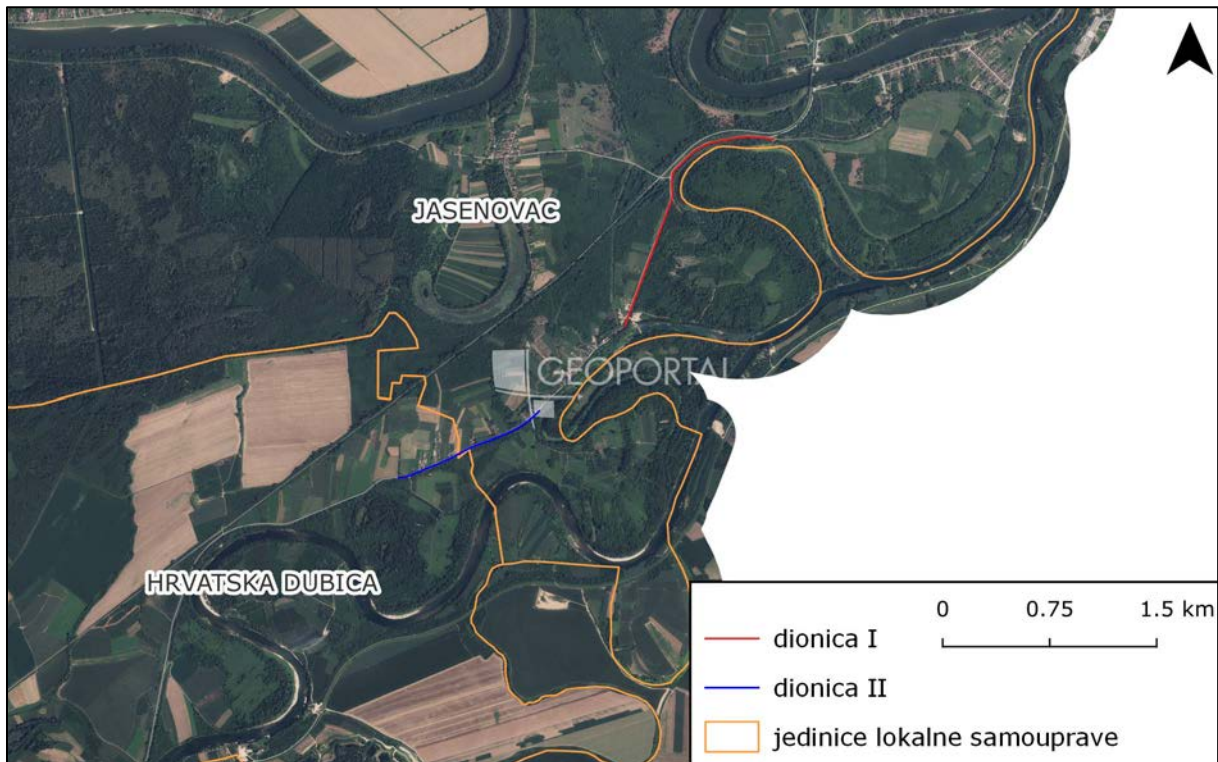 JASENOVAC
GEOPORTAL
HRVATSKA DUBICA
0 0.75 1.5 km
dionica I
dionica II
jedinice lokalne samouprave